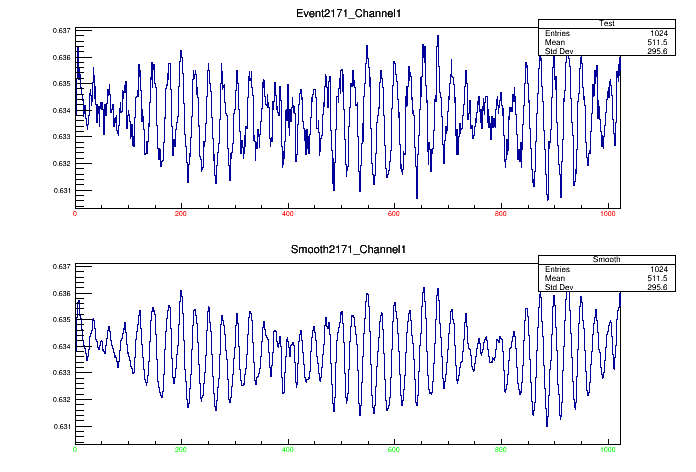 Event2171_Channel1
Test
Entries 1024
Mean 511.5
Std Dev 295.6
0.637
0.636
0.635
0.634
0.633
0.632
0.631
0 200 400 600 800 1000
Smooth2171_Channel1
Smooth
Entries 1024
Mean 511.5
Std Dev 295.6
0.637
0.636
0.635
0.634
0.633
0.632
0.631
0 200 400 600 800 1000